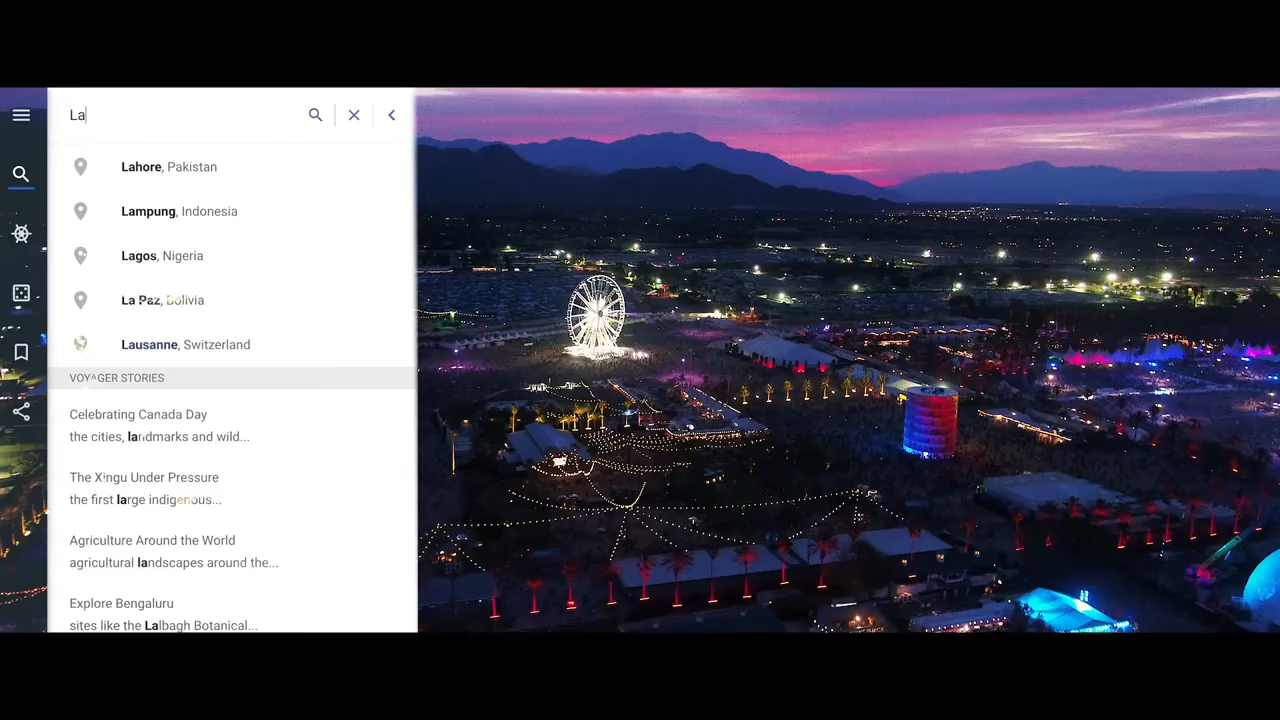 La
Lahore, Pakistan
Lampung, Indonesia
Lagos, Nigeria
La Paz, Bolivia
Lausanne, Switzerland
VOYAGER STORIES
Celebrating Canada Day
the cities, landmarks and wild...
The Xingu Under Pressure
the first large indigenous...
Agriculture Around the World
agricultural landscapes around the...
Explore Bengaluru
sites like the Lalbagh Botanical...